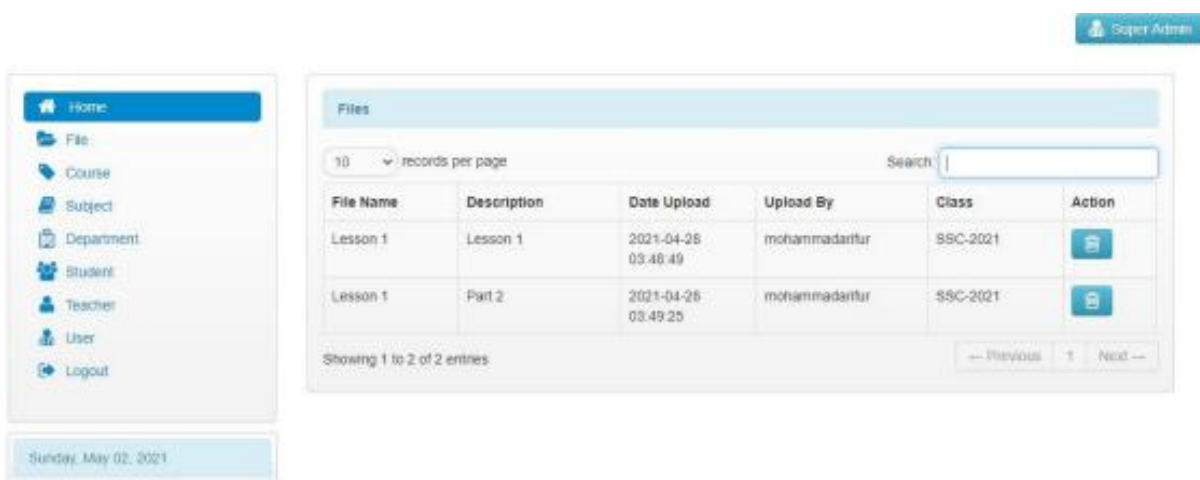 Super Admin
Home
File
Course
Subject
Department
Student
Teacher
User
Logout
Sunday, May 02, 2021
Files
10 records per page
Search:
File Name Description Date Upload Upload By Class Action
Lesson 1 Lesson 1 2021-04-28 mohammadarifur SSC-2021
03:48:49
Lesson 1 Part 2 2021-04-28 mohammadarifur SSC-2021
03:49:25
Showing 1 to 2 of 2 entries
← Previous 1 Next →